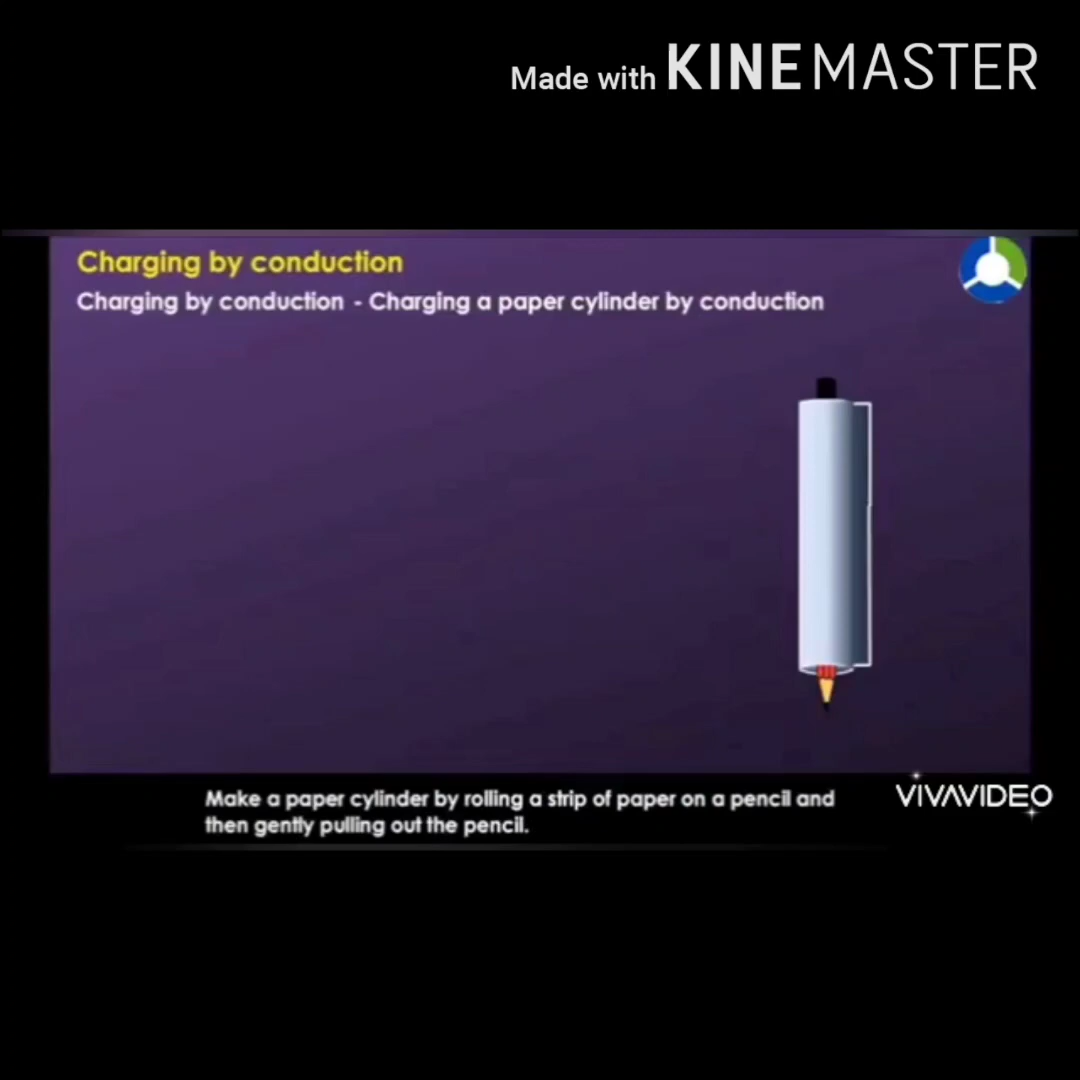 Made with KINEMASTER
Charging by conduction
Charging by conduction - Charging a paper cylinder by conduction
Make a paper cylinder by rolling a strip of paper on a pencil and
then gently pulling out the pencil.
VIVAVIDEO